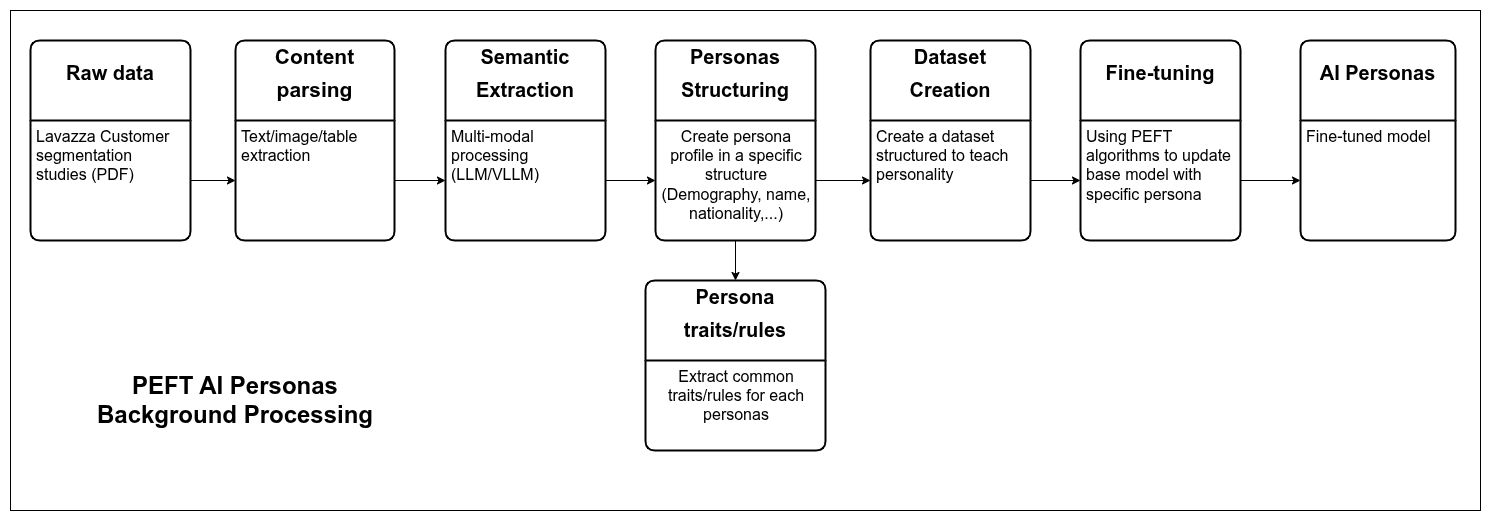 Raw data
Lavazza Customer
segmentation
studies (PDF)
Content
parsing
Text/image/table
extraction
Semantic
Extraction
Multi-modal
processing
(LLM/VLLM)
Personas
Structuring
Create persona
profile in a specific
structure
(Demography, name,
nationality,...)
Dataset
Creation
Create a dataset
structured to teach
personality
Fine-tuning
Using PEFT
algorithms to update
base model with
specific persona
AI Personas
Fine-tuned model
Persona
traits/rules
Extract common
traits/rules for each
personas
PEFT AI Personas
Background Processing